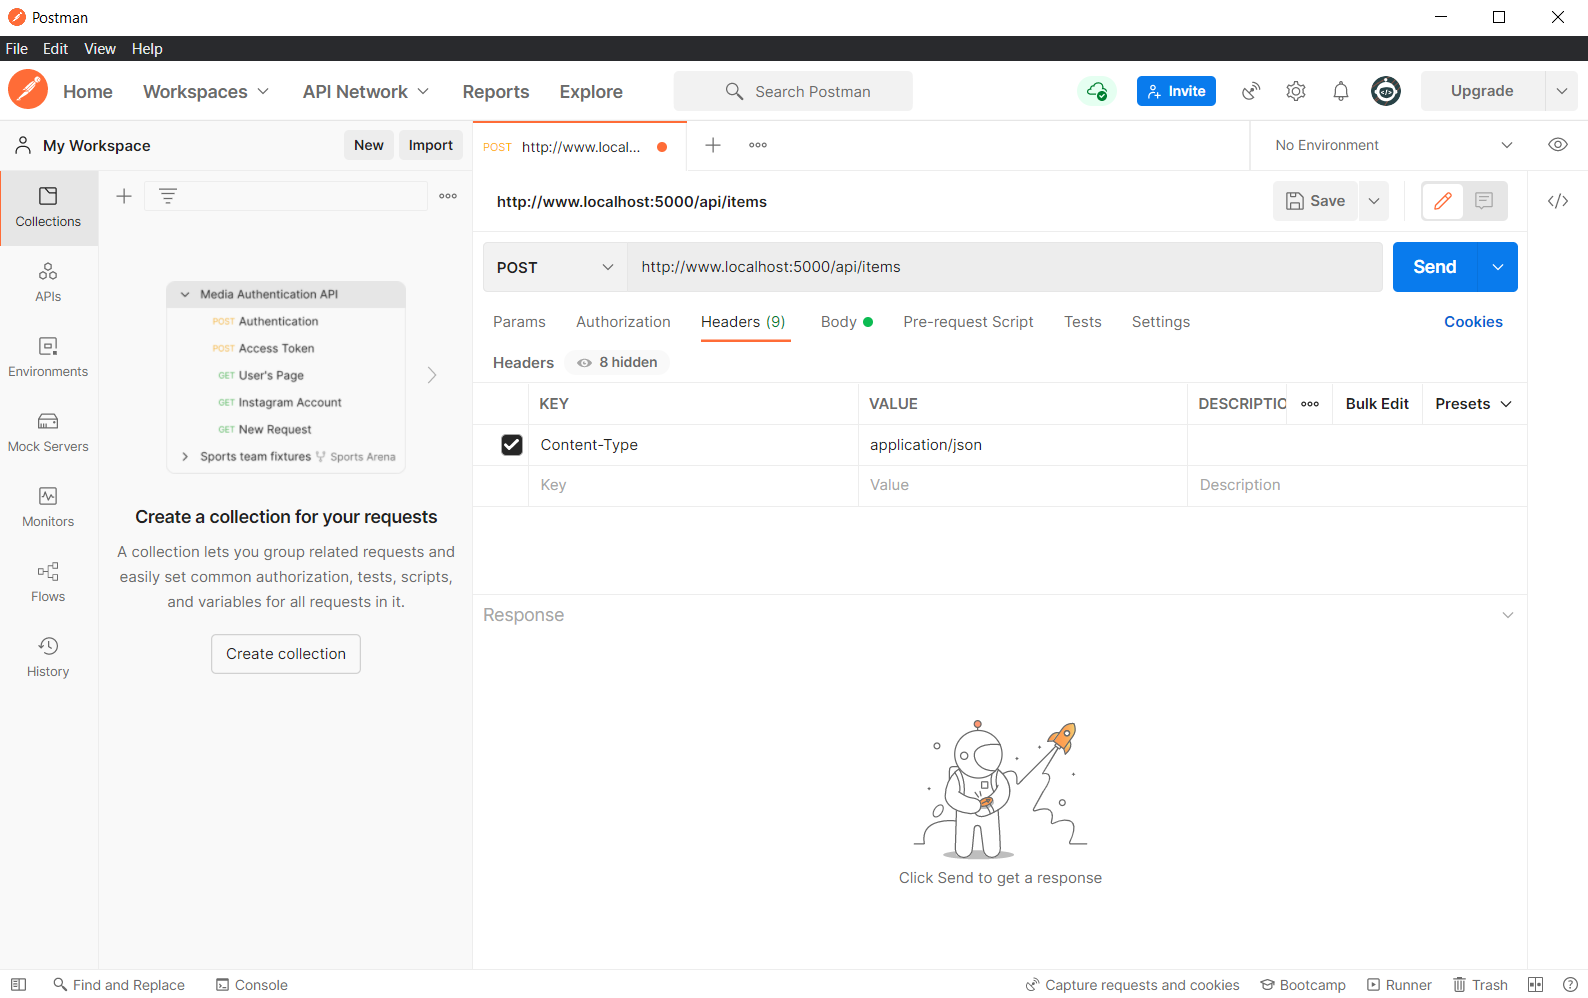 Postman
File Edit View Help
Home Workspaces API Network Reports Explore Search Postman Invite Upgrade
My Workspace New Import
POST http://www.local... No Environment
Collections
APIs
Environments
Mock Servers
Monitors
Flows
History
Media Authentication API
POST Authentication
POST Access Token
GET User's Page
GET Instagram Account
GET New Request
Sports team fixtures Sports Arena
Create a collection for your requests
A collection lets you group related requests and
easily set common authorization, tests, scripts,
and variables for all requests in it.
Create collection
http://www.localhost:5000/api/items Save
POST http://www.localhost:5000/api/items Send
Params Authorization Headers (9) Body Pre-request Script Tests Settings Cookies
Headers 8 hidden
KEY VALUE DESCRIPTIO Bulk Edit Presets
Content-Type application/json
Key Value Description
Response
Click Send to get a response
Find and Replace Console Capture requests and cookies Bootcamp Runner Trash